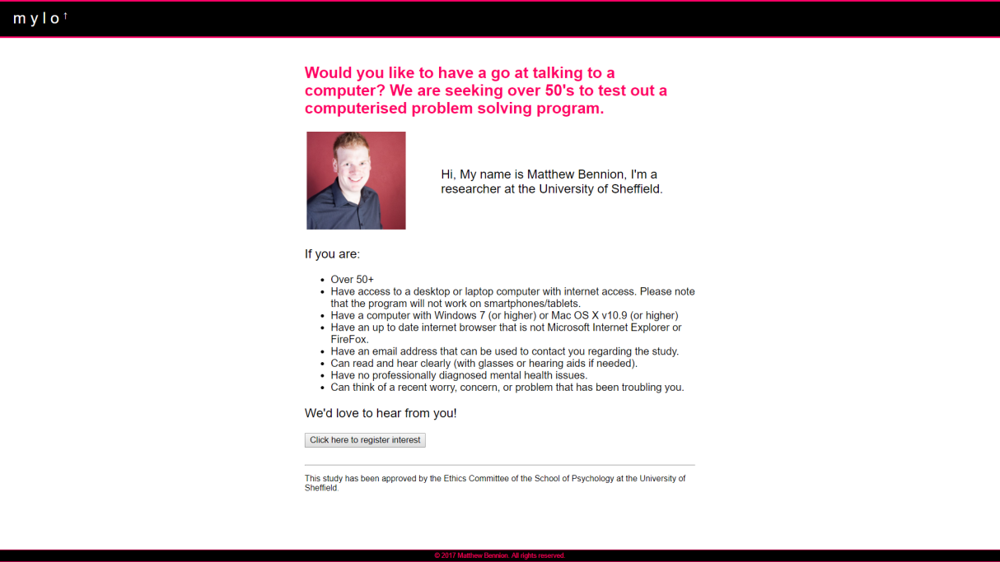 mylo↑
Would you like to have a go at talking to a
computer? We are seeking over 50's to test out a
computerised problem solving program.
Hi, My name is Matthew Bennion, I'm a
researcher at the University of Sheffield.
If you are:
• Over 50+
• Have access to a desktop or laptop computer with internet access. Please note
that the program will not work on smartphones/tablets.
• Have a computer with Windows 7 (or higher) or Mac OS X v10.9 (or higher)
• Have an up to date internet browser that is not Microsoft Internet Explorer or
FireFox.
• Have an email address that can be used to contact you regarding the study.
• Can read and hear clearly (with glasses or hearing aids if needed).
• Have no professionally diagnosed mental health issues.
• Can think of a recent worry, concern, or problem that has been troubling you.
We'd love to hear from you!
Click here to register interest
This study has been approved by the Ethics Committee of the School of Psychology at the University of
Sheffield.
© 2017 Matthew Bennion. All rights reserved.